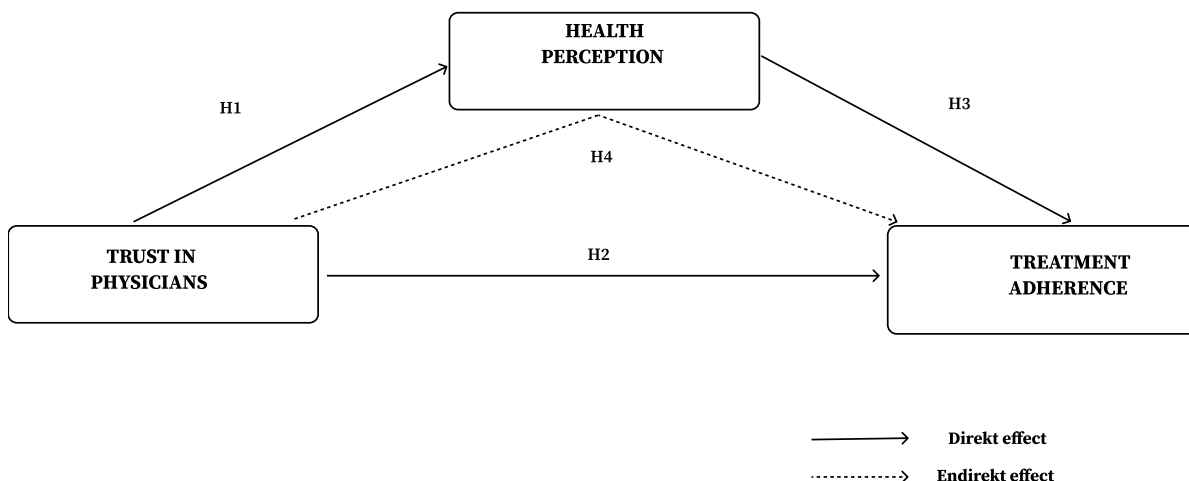 HEALTH
PERCEPTION
H1
H3
H4
TRUST IN
PHYSICIANS
H2
TREATMENT
ADHERENCE
Direkt effect
Endirekt effect